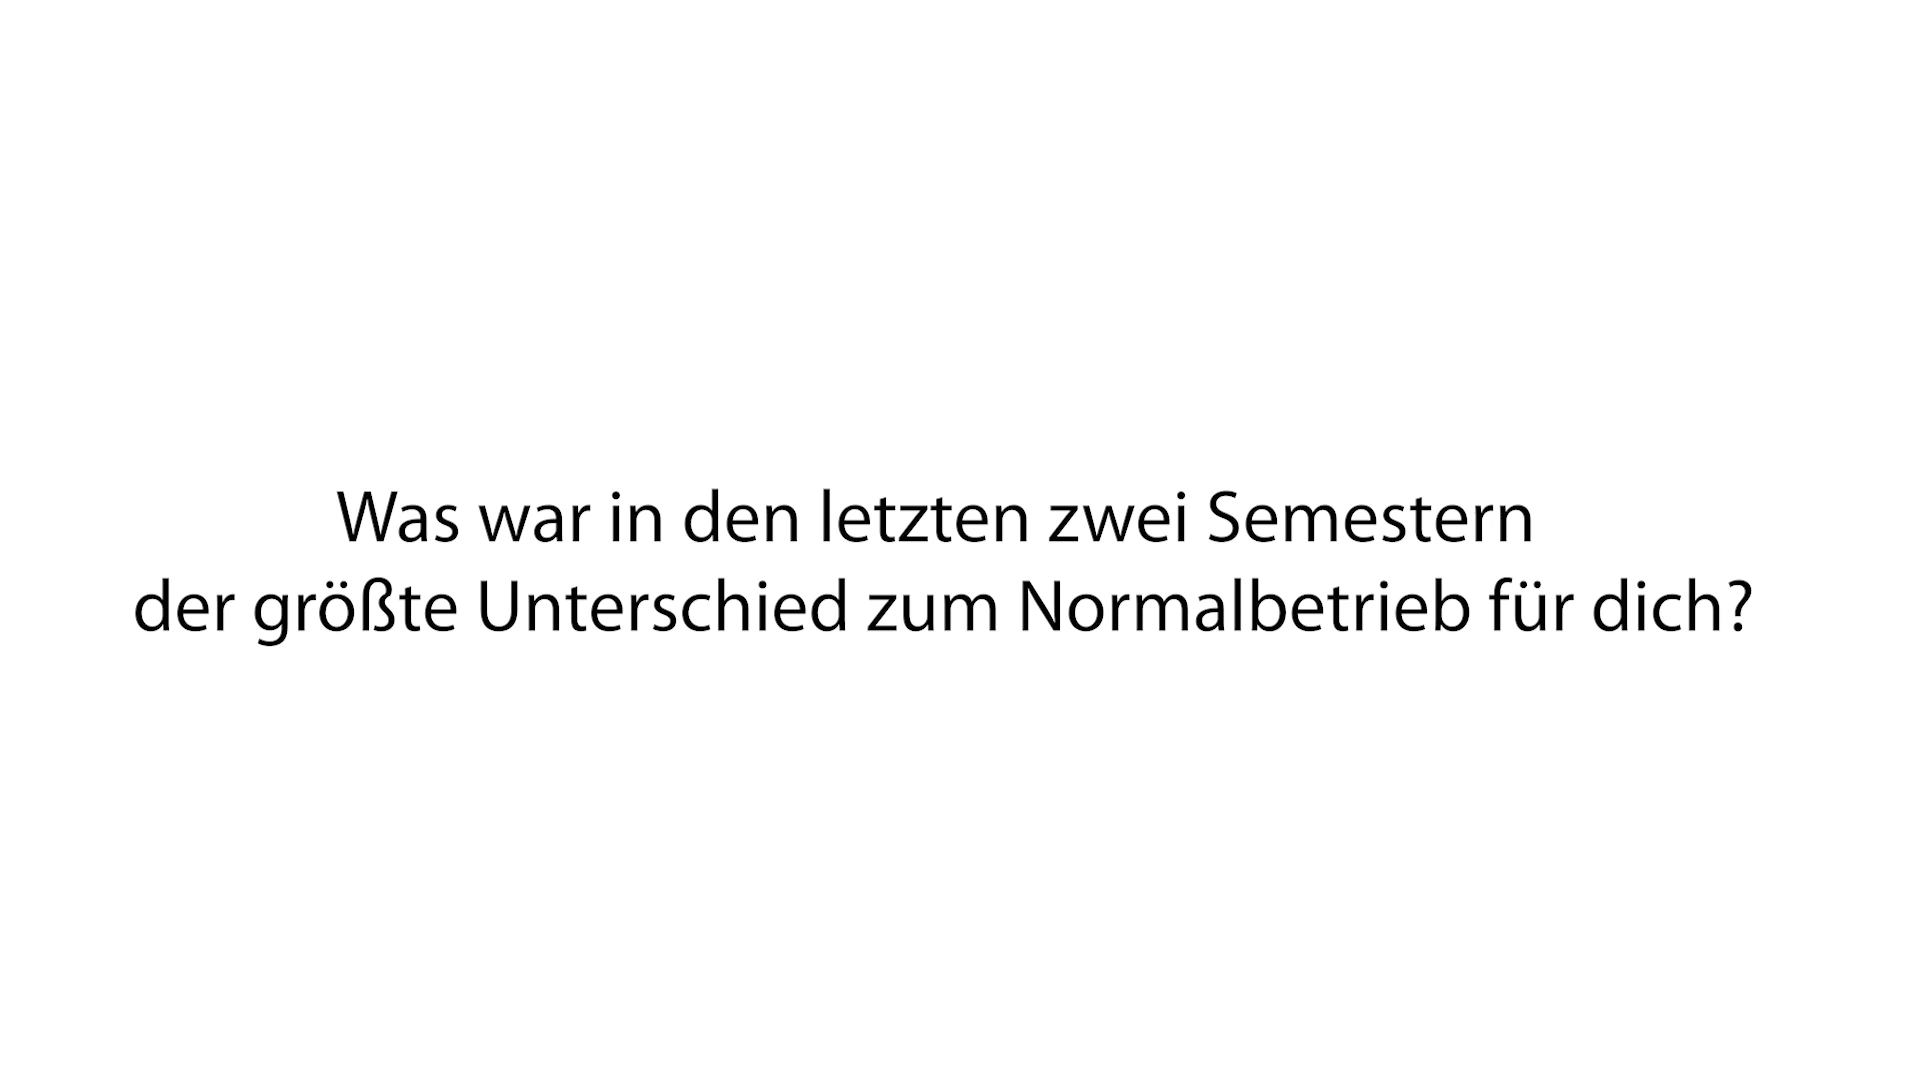 Was war in den letzten zwei Semestern
der größte Unterschied zum Normalbetrieb für dich?